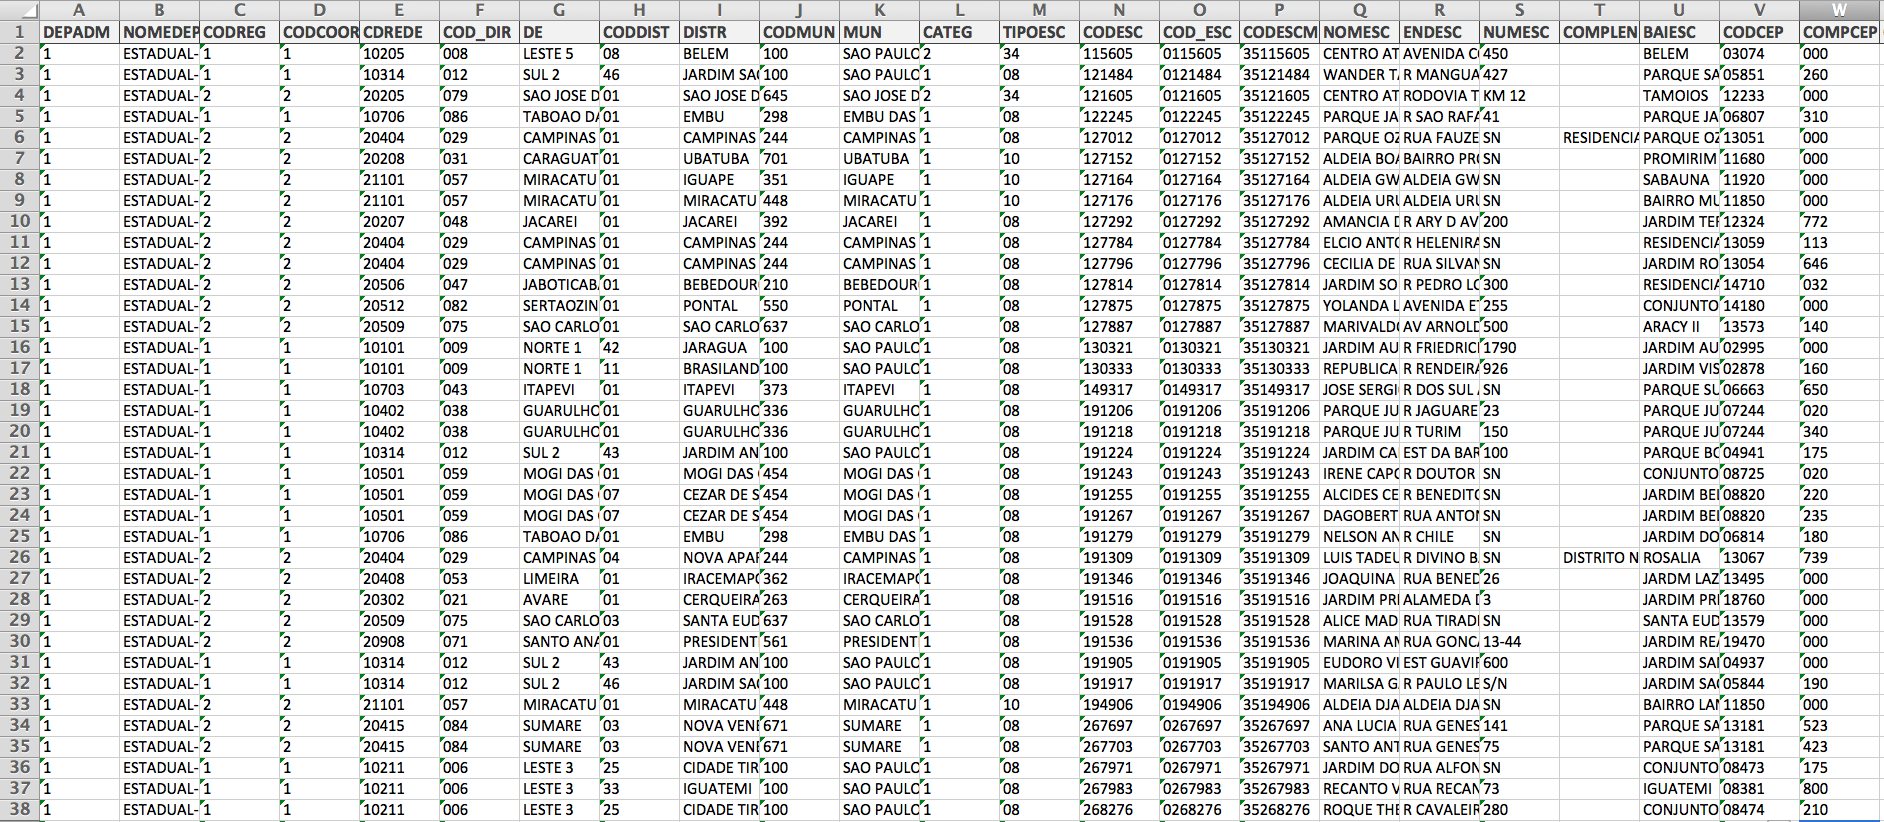 A B C D E F G H I J K L M N O P Q R S T U V W
1 DEPADM NOMEDEP CODREG CODCOOR CDREDE COD_DIR DE CODDIST DISTR CODMUN MUN CATEG TIPOESC CODESC COD_ESC CODESCM NOMESC ENDESC NUMESC COMPLEN BAIESC CODCEP COMPCEP
2 1 ESTADUAL- 1 1 10205 008 LESTE 5 08 BELEM 100 SAO PAULO 2 34 115605 0115605 35115605 CENTRO AT AVENIDA C 450 BELEM 03074 000
3 1 ESTADUAL- 1 1 10314 012 SUL 2 46 JARDIM SA 100 SAO PAULO 1 08 121484 0121484 35121484 WANDER T R MANGUA 427 PARQUE SA 05851 260
4 1 ESTADUAL- 2 2 20205 079 SAO JOSE D 01 SAO JOSE D 645 SAO JOSE D 2 34 121605 0121605 35121605 CENTRO AT RODOVIA T KM 12 TAMOIOS 12233 000
5 1 ESTADUAL- 1 1 10706 086 TABOAO DA 01 EMBU 298 EMBU DAS 1 08 122245 0122245 35122245 PARQUE JA R SAO RAFA 41 PARQUE JA 06807 310
6 1 ESTADUAL- 2 2 20404 029 CAMPINAS 01 CAMPINAS 244 CAMPINAS 1 08 127012 0127012 35127012 PARQUE OZ RUA FAUZE SN RESIDENCIA PARQUE OZ 13051 000
7 1 ESTADUAL- 2 2 20208 031 CARAGUAT 01 UBATUBA 701 UBATUBA 1 10 127152 0127152 35127152 ALDEIA BOA BAIRRO PR SN PROMIRIM 11680 000
8 1 ESTADUAL- 2 2 21101 057 MIRACATU 01 IGUAPE 351 IGUAPE 1 10 127164 0127164 35127164 ALDEIA GW ALDEIA GW SN SABAUNA 11920 000
9 1 ESTADUAL- 2 2 21101 057 MIRACATU 01 MIRACATU 448 MIRACATU 1 10 127176 0127176 35127176 ALDEIA URU ALDEIA URU SN BAIRRO MU 11850 000
10 1 ESTADUAL- 2 2 20207 048 JACAREI 01 JACAREI 392 JACAREI 1 08 127292 0127292 35127292 AMANCIA D R ARY D AV 200 JARDIM TER 12324 772
11 1 ESTADUAL- 2 2 20404 029 CAMPINAS 01 CAMPINAS 244 CAMPINAS 1 08 127784 0127784 35127784 ELCIO ANTO R HELENIRA SN RESIDENCIA 13059 113
12 1 ESTADUAL- 2 2 20404 029 CAMPINAS 01 CAMPINAS 244 CAMPINAS 1 08 127796 0127796 35127796 CECILIA DE RUA SILVAN SN JARDIM RO 13054 646
13 1 ESTADUAL- 2 2 20506 047 JABOTICAB 01 BEBEDOUR 210 BEBEDOUR 1 08 127814 0127814 35127814 JARDIM SO R PEDRO LO 300 RESIDENCIA 14710 032
14 1 ESTADUAL- 2 2 20512 082 SERTAOZIN 01 PONTAL 550 PONTAL 1 08 127875 0127875 35127875 YOLANDA L AVENIDA E 255 CONJUNTO 14180 000
15 1 ESTADUAL- 2 2 20509 075 SAO CARLO 01 SAO CARLO 637 SAO CARLO 1 08 127887 0127887 35127887 MARIVALDO AV ARNOLD 500 ARACY II 13573 140
16 1 ESTADUAL- 1 1 10101 009 NORTE 1 42 JARAGUA 100 SAO PAULO 1 08 130321 0130321 35130321 JARDIM AU R FRIEDRIC 1790 JARDIM AU 02995 000
17 1 ESTADUAL- 1 1 10101 009 NORTE 1 11 BRASILAND 100 SAO PAULO 1 08 130333 0130333 35130333 REPUBLICA R RENDEIRA 926 JARDIM VIS 02878 160
18 1 ESTADUAL- 1 1 10703 043 ITAPEVI 01 ITAPEVI 373 ITAPEVI 1 08 149317 0149317 35149317 JOSE SERGI R DOS SUL SN PARQUE SU 06663 650
19 1 ESTADUAL- 1 1 10402 038 GUARULHO 01 GUARULHO 336 GUARULHO 1 08 191206 0191206 35191206 PARQUE JU R JAGUARE 23 PARQUE JU 07244 020
20 1 ESTADUAL- 1 1 10402 038 GUARULHO 01 GUARULHO 336 GUARULHO 1 08 191218 0191218 35191218 PARQUE JU R TURIM 150 PARQUE JU 07244 340
21 1 ESTADUAL- 1 1 10314 012 SUL 2 43 JARDIM AN 100 SAO PAULO 1 08 191224 0191224 35191224 JARDIM CA EST DA BAR 100 PARQUE BO 04941 175
22 1 ESTADUAL- 1 1 10501 059 MOGI DAS 01 MOGI DAS 454 MOGI DAS 1 08 191243 0191243 35191243 IRENE CAPO R DOUTOR SN CONJUNTO 08725 020
23 1 ESTADUAL- 1 1 10501 059 MOGI DAS 07 CEZAR DE S 454 MOGI DAS 1 08 191255 0191255 35191255 ALCIDES CE R BENEDITO SN JARDIM BE 08820 220
24 1 ESTADUAL- 1 1 10501 059 MOGI DAS 07 CEZAR DE S 454 MOGI DAS 1 08 191267 0191267 35191267 DAGOBERT RUA ANTO SN JARDIM BE 08820 235
25 1 ESTADUAL- 1 1 10706 086 TABOAO DA 01 EMBU 298 EMBU DAS 1 08 191279 0191279 35191279 NELSON AN R CHILE SN JARDIM DO 06814 180
26 1 ESTADUAL- 2 2 20404 029 CAMPINAS 04 NOVA APA 244 CAMPINAS 1 08 191309 0191309 35191309 LUIS TADEU R DIVINO B SN DISTRITO N ROSALIA 13067 739
27 1 ESTADUAL- 2 2 20408 053 LIMEIRA 01 IRACEMAPO 362 IRACEMAPO 1 08 191346 0191346 35191346 JOAQUINA RUA BENED 26 JARDM LAZ 13495 000
28 1 ESTADUAL- 2 2 20302 021 AVARE 01 CERQUEIRA 263 CERQUEIRA 1 08 191516 0191516 35191516 JARDIM PRI ALAMEDA D 3 JARDIM PRI 18760 000
29 1 ESTADUAL- 2 2 20509 075 SAO CARLO 03 SANTA EUD 637 SAO CARLO 1 08 191528 0191528 35191528 ALICE MAD RUA TIRAD SN SANTA EUD 13579 000
30 1 ESTADUAL- 2 2 20908 071 SANTO ANA 01 PRESIDENT 561 PRESIDENT 1 08 191536 0191536 35191536 MARINA AM RUA GONCA 13-44 JARDIM REA 19470 000
31 1 ESTADUAL- 1 1 10314 012 SUL 2 43 JARDIM AN 100 SAO PAULO 1 08 191905 0191905 35191905 EUDORO VI EST GUAVIR 600 JARDIM SA 04937 000
32 1 ESTADUAL- 1 1 10314 012 SUL 2 46 JARDIM SA 100 SAO PAULO 1 08 191917 0191917 35191917 MARILSA G R PAULO LE S/N JARDIM SA 05844 190
33 1 ESTADUAL- 2 2 21101 057 MIRACATU 01 MIRACATU 448 MIRACATU 1 10 194906 0194906 35194906 ALDEIA DJA ALDEIA DJA SN BAIRRO LA 11850 000
34 1 ESTADUAL- 2 2 20415 084 SUMARE 03 NOVA VEN 671 SUMARE 1 08 267697 0267697 35267697 ANA LUCIA RUA GENES 141 PARQUE SA 13181 523
35 1 ESTADUAL- 2 2 20415 084 SUMARE 03 NOVA VEN 671 SUMARE 1 08 267703 0267703 35267703 SANTO ANT RUA GENES 75 PARQUE SA 13181 423
36 1 ESTADUAL- 1 1 10211 006 LESTE 3 25 CIDADE TIR 100 SAO PAULO 1 08 267971 0267971 35267971 JARDIM DO RUA ALFON SN CONJUNTO 08473 175
37 1 ESTADUAL- 1 1 10211 006 LESTE 3 33 IGUATEMI 100 SAO PAULO 1 08 267983 0267983 35267983 RECANTO V RUA RECAN 73 IGUATEMI 08381 800
38 1 ESTADUAL- 1 1 10211 006 LESTE 3 25 CIDADE TIR 100 SAO PAULO 1 08 268276 0268276 35268276 ROQUE THE R CAVALEIR 280 CONJUNTO 08474 210